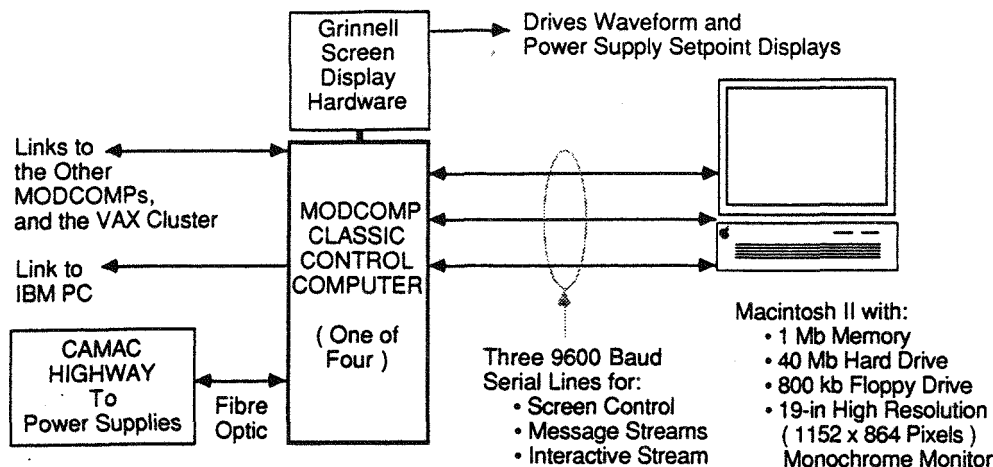 Grinnell
Screen
Display
Hardware
Drives Waveform and
Power Supply Setpoint Displays
Links to
the Other
MODCOMPs,
and the VAX Cluster
MODCOMP
CLASSIC
CONTROL
COMPUTER
( One of
Four )
Link to
IBM PC
CAMAC
HIGHWAY
To
Power Supplies
Fibre
Optic
Three 9600 Baud
Serial Lines for:
• Screen Control
• Message Streams
• Interactive Stream
Macintosh II with:
• 1 Mb Memory
• 40 Mb Hard Drive
• 800 kb Floppy Drive
• 19-in High Resolution
( 1152 x 864 Pixels )
Monochrome Monitor